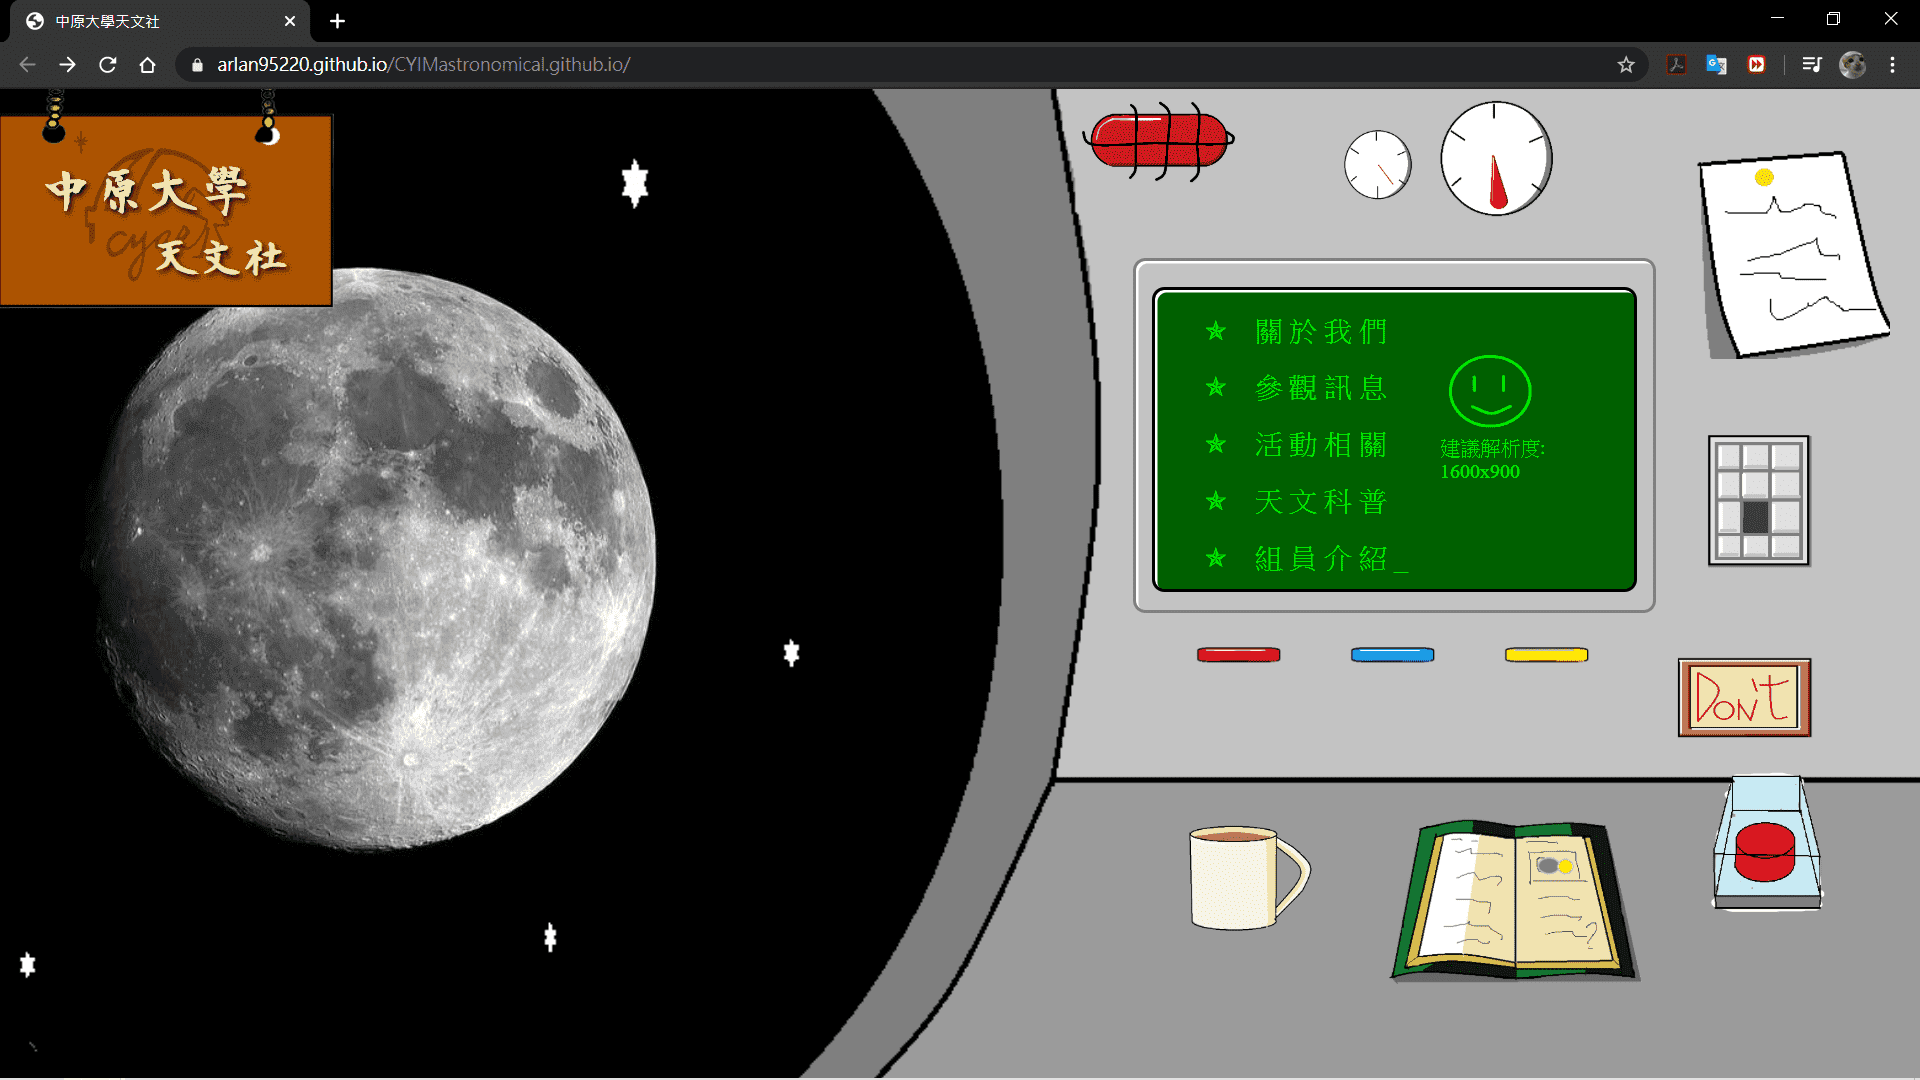 中原大學天文社
arlan95220.github.io/CYIMastronomical.github.io/
中原大學
天文社
關於我們
參觀訊息
活動相關
天文科普
組員介紹_
建議解析度:
1600x900
DON'T